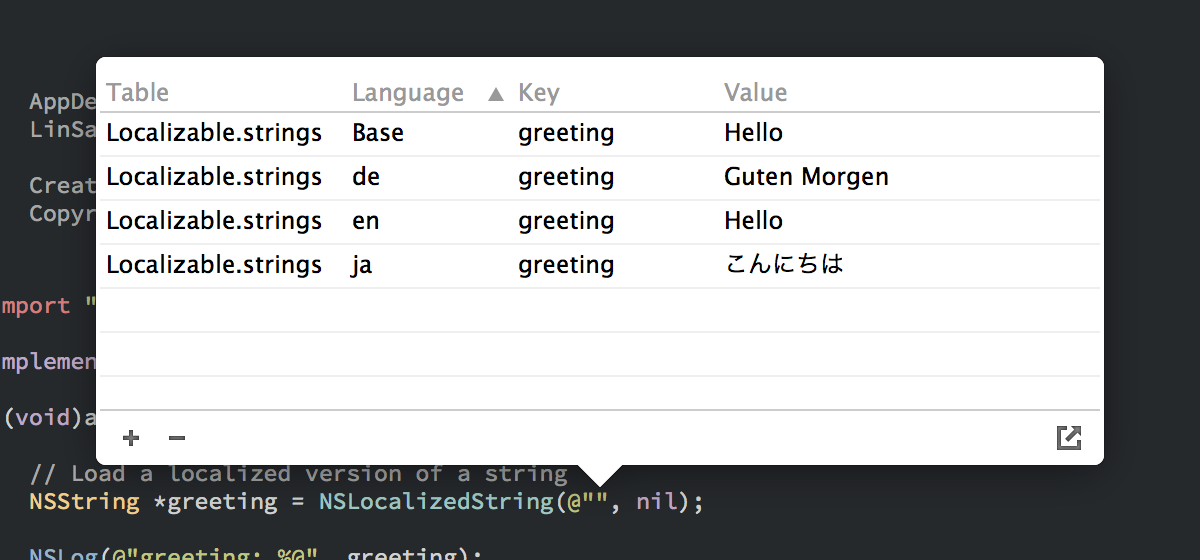 Table Language Key Value
Localizable.strings Base greeting Hello
Localizable.strings de greeting Guten Morgen
Localizable.strings en greeting Hello
Localizable.strings ja greeting こんにちは
AppDe
LinSa
Creat
Copyr
mport "
mplemen
(void)a
// Load a localized version of a string
NSString *greeting = NSLocalizedString(@"", nil);
NSLog(@"greeting: %@", greeting);